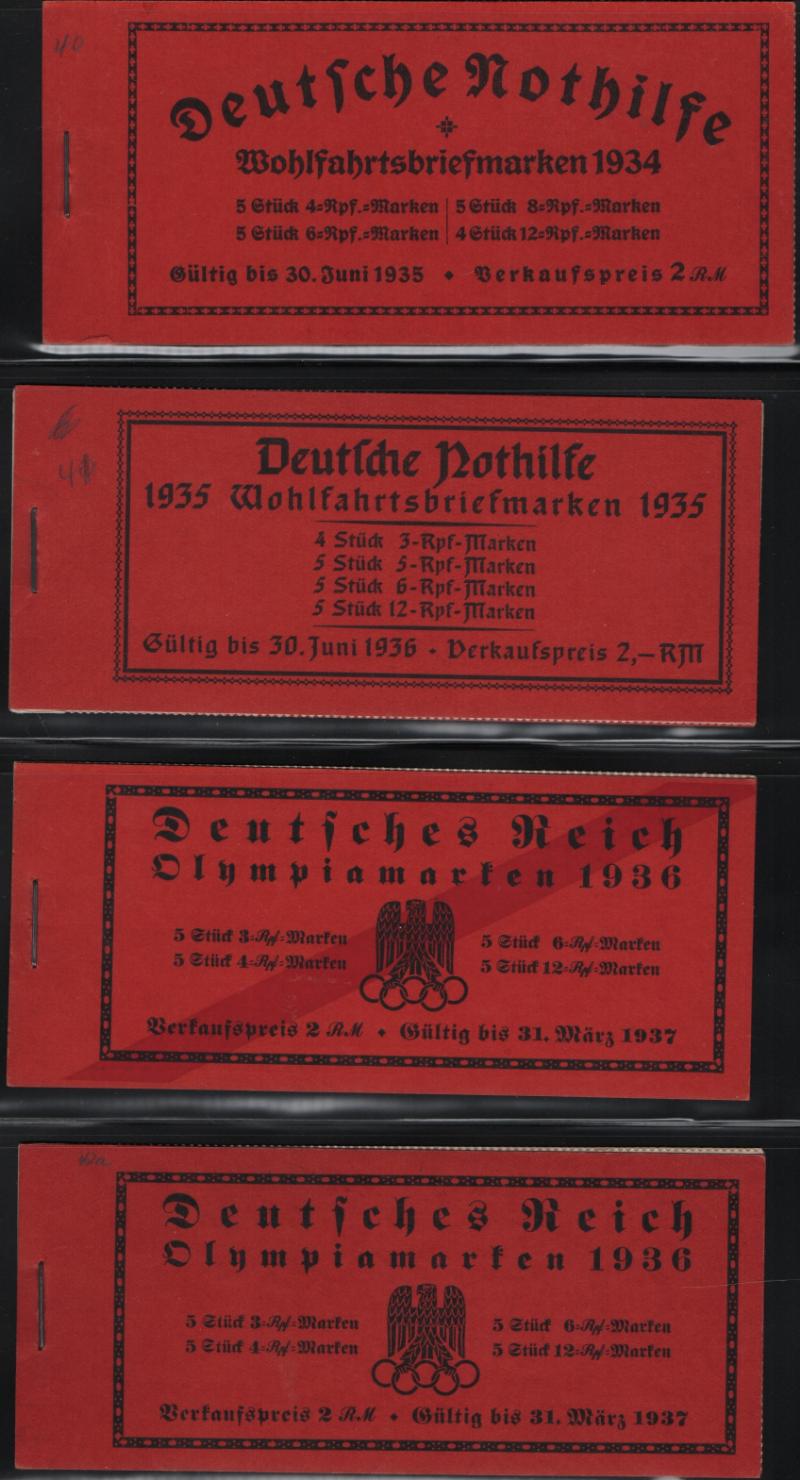 40
Deutsche Nothilfe
Wohlfahrtsbriefmarken 1934
5 Stück 4=Rpf.=Marken | 5 Stück 8=Rpf.=Marken
5 Stück 6=Rpf.=Marken | 4 Stück 12=Rpf.=Marken
Gültig bis 30. Juni 1935 ◆ Verkaufspreis 2 RM
Deutsche Nothilfe
1935 Wohlfahrtsbriefmarken 1935
4 Stück 3-Rpf-Marken
5 Stück 5-Rpf-Marken
5 Stück 6-Rpf-Marken
5 Stück 12-Rpf-Marken
Gültig bis 30. Juni 1936 · Verkaufspreis 2,— RM
Deutsches Reich
Olympiamarken 1936
5 Stück 3=Rpf=Marken 5 Stück 6=Rpf=Marken
5 Stück 4=Rpf=Marken 5 Stück 12=Rpf=Marken
Verkaufspreis 2 RM ◆ Gültig bis 31. März 1937
Deutsches Reich
Olympiamarken 1936
5 Stück 3=Rpf=Marken 5 Stück 6=Rpf=Marken
5 Stück 4=Rpf=Marken 5 Stück 12=Rpf=Marken
Verkaufspreis 2 RM ◆ Gültig bis 31. März 1937